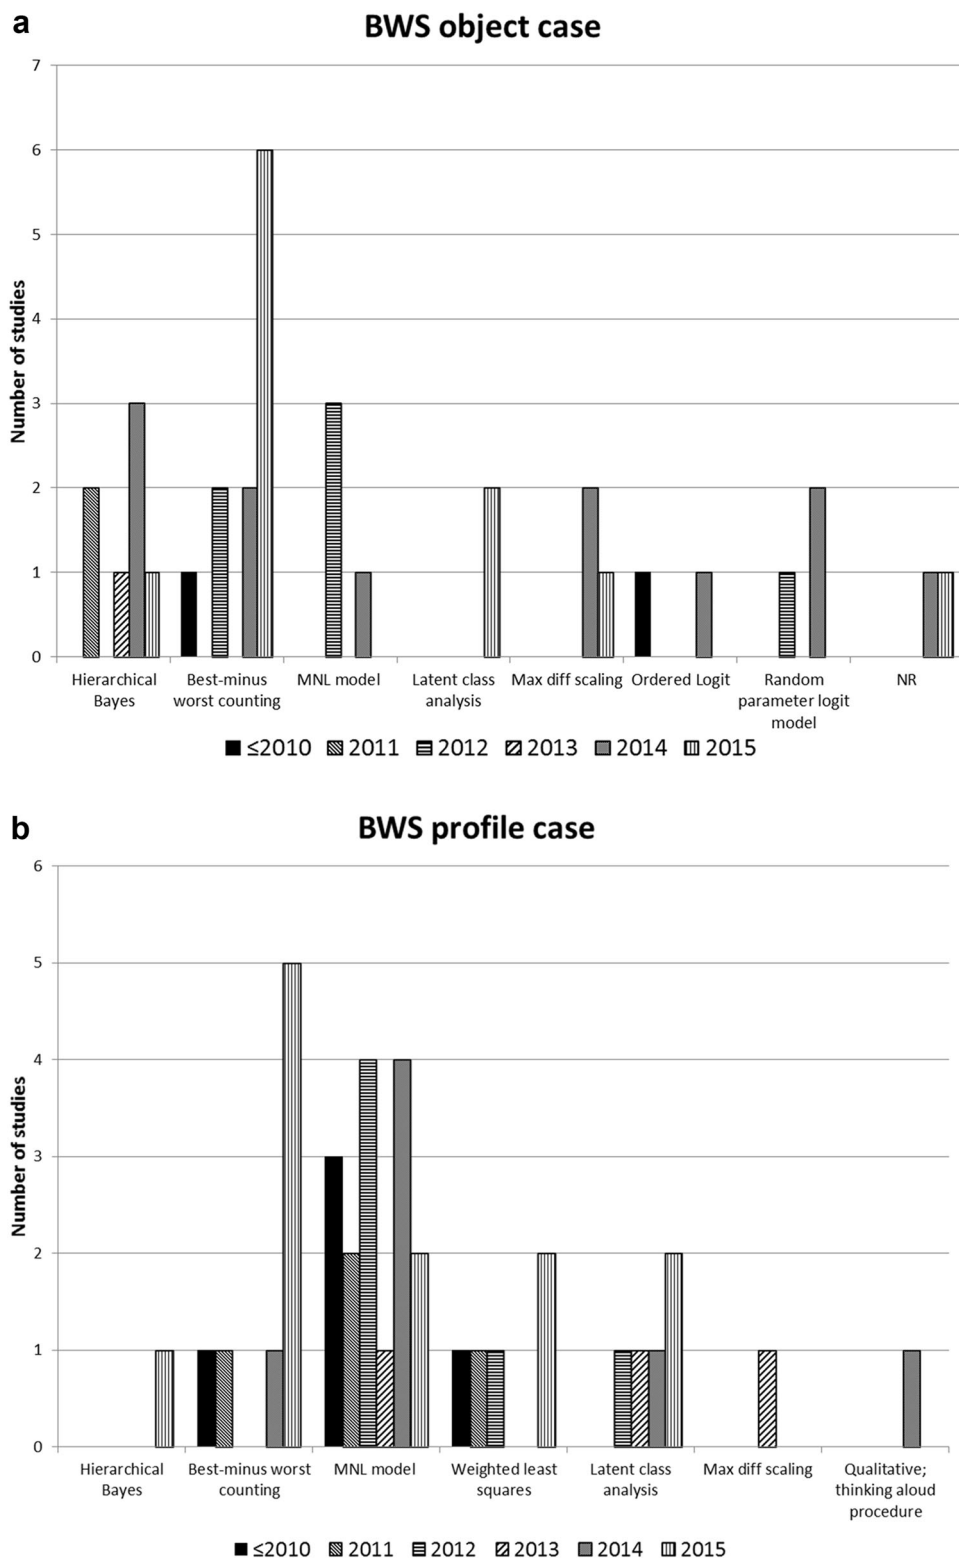 a
BWS object case
7
6
5
4
3
2
1
0
Number of studies
Hierarchical
Bayes
Best-minus
worst counting
MNL model
Latent class
analysis
Max diff scaling
Ordered Logit
Random
parameter logit
model
NR
≤2010 2011 2012 2013 2014 2015
b
BWS profile case
6
5
4
3
2
1
0
Number of studies
Hierarchical
Bayes
Best-minus worst
counting
MNL model
Weighted least
squares
Latent class
analysis
Max diff scaling
Qualitative;
thinking aloud
procedure
≤2010 2011 2012 2013 2014 2015